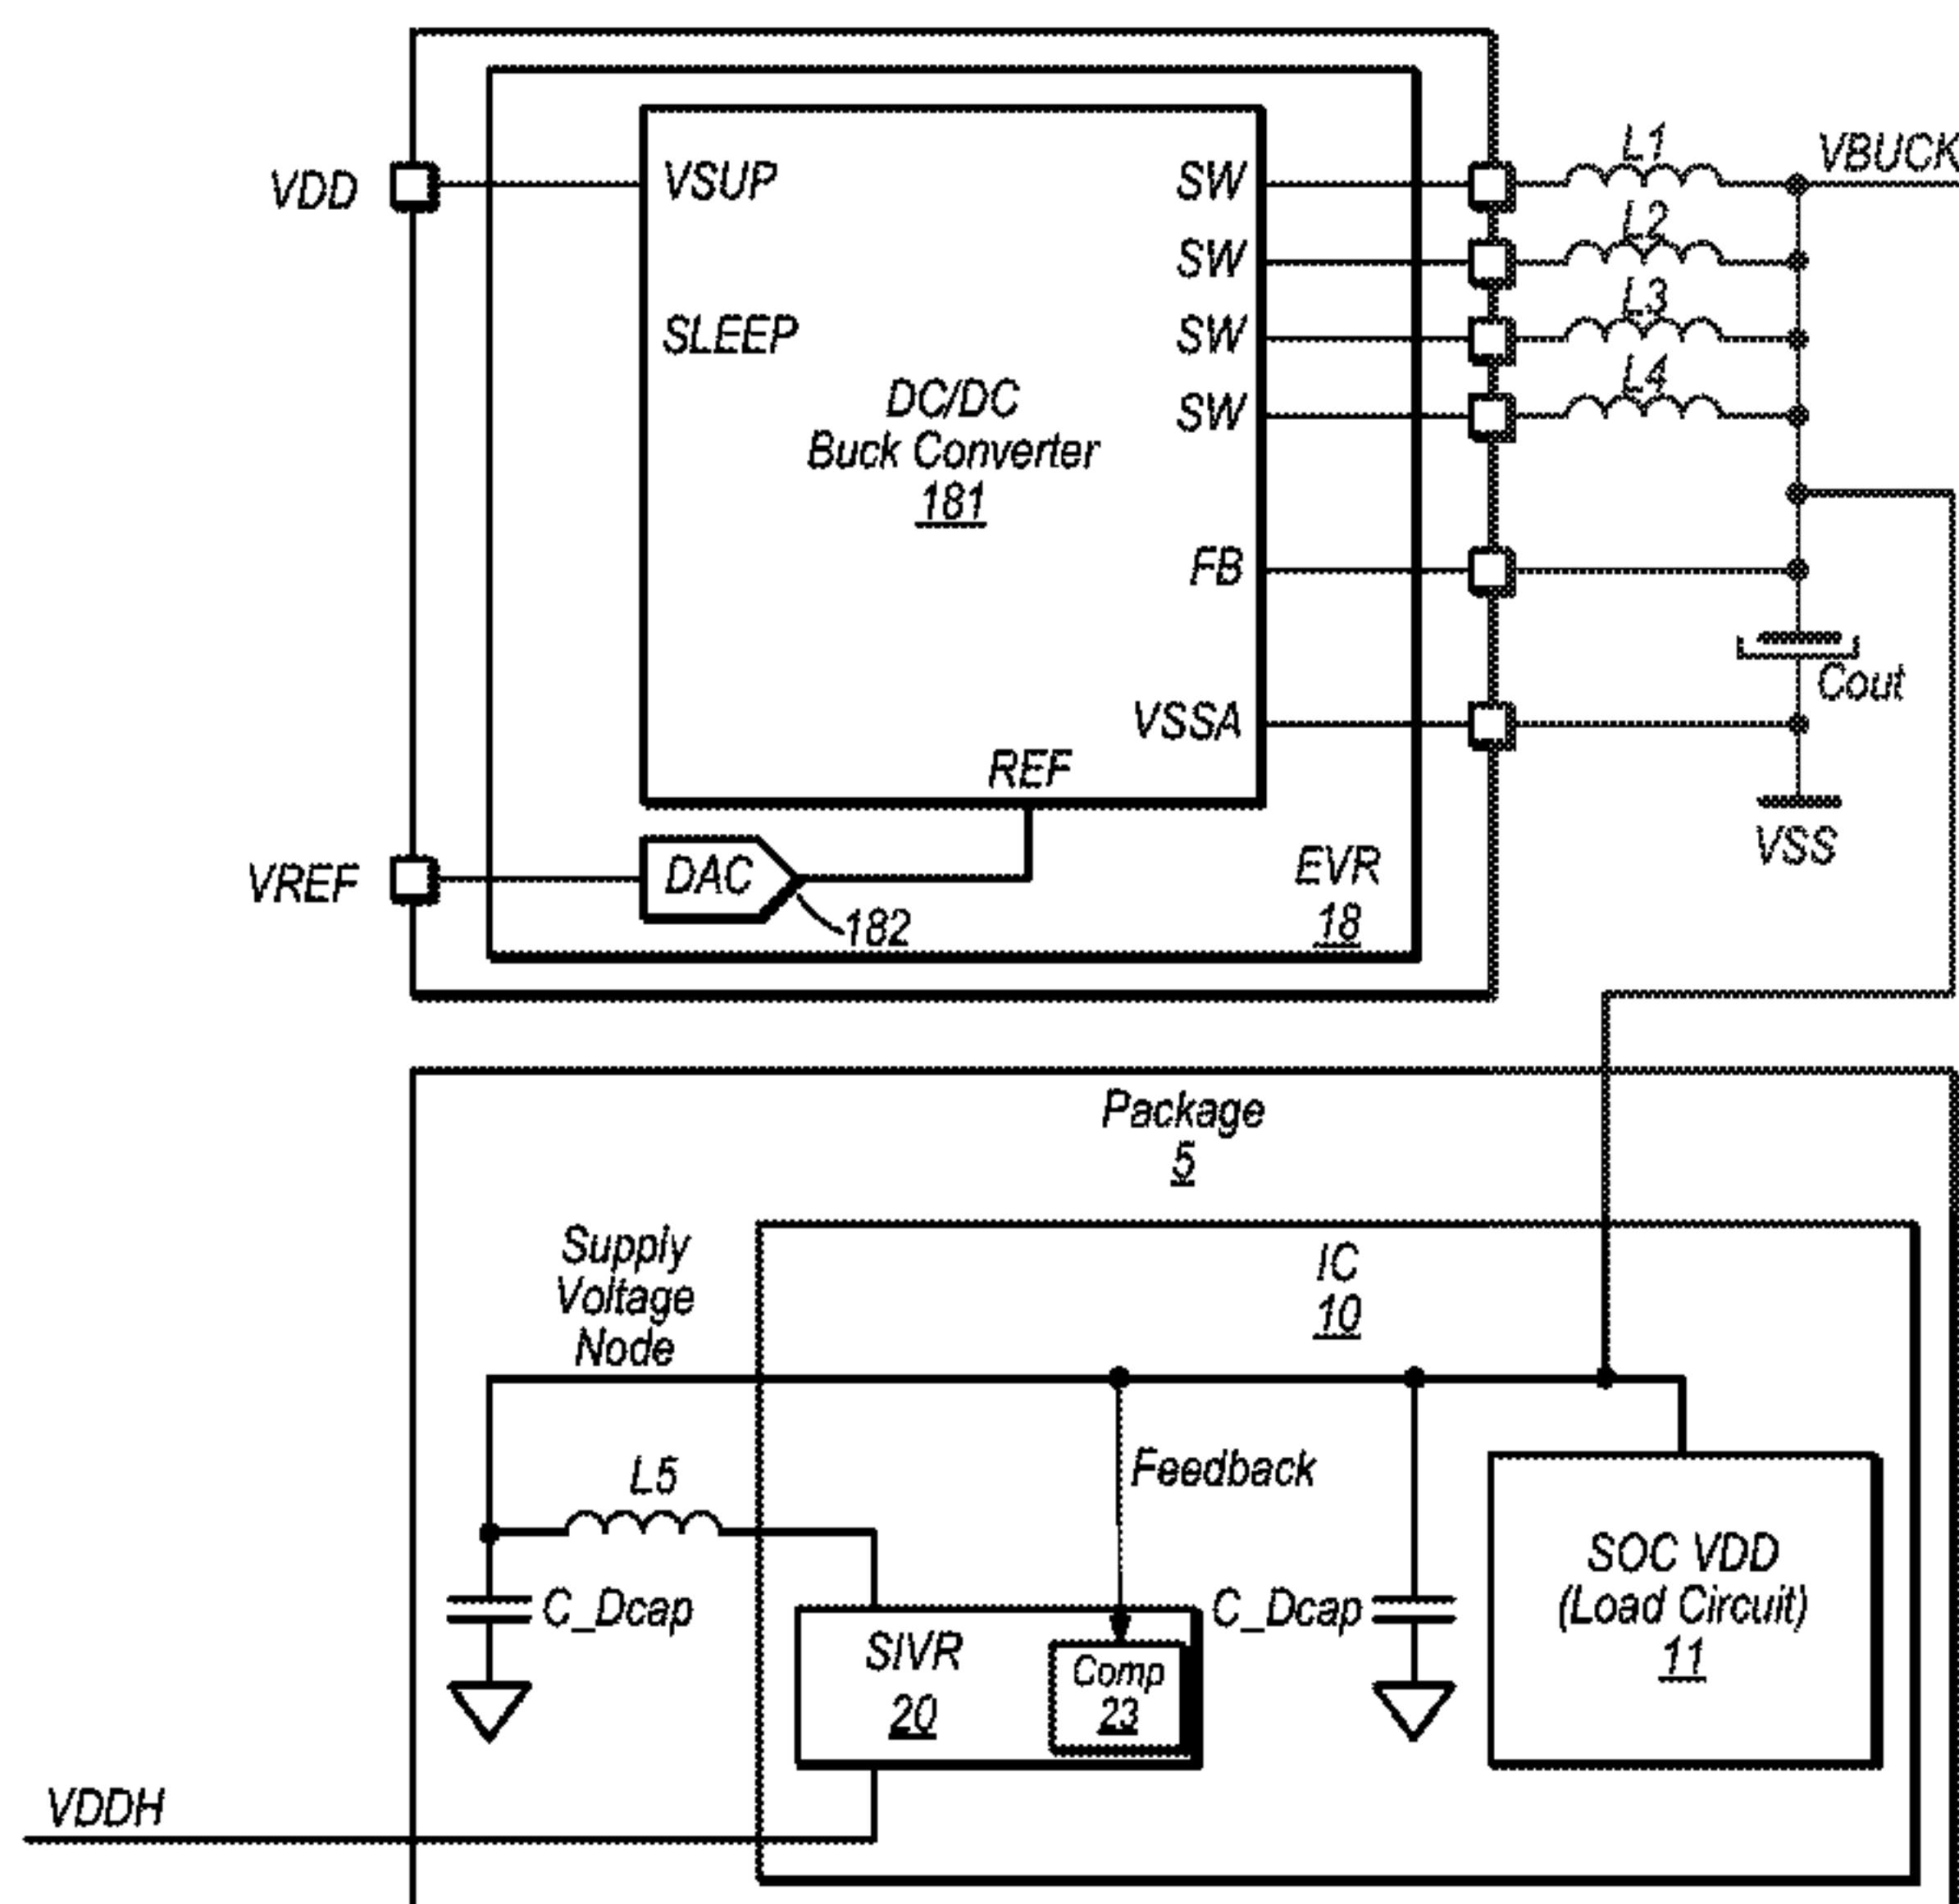 VDD
VSUP
SW
L1
VBUCK
SW
L2
SLEEP
SW
L3
DC/DC
Buck Converter
181
SW
L4
FB
Cout
VSSA
REF
VSS
VREF
DAC
182
EVR
18
Package
5
Supply
Voltage
Node
IC
10
L5
Feedback
C_Dcap
SIVR
20
Comp
23
C_Dcap
SOC VDD
(Load Circuit)
11
VDDH